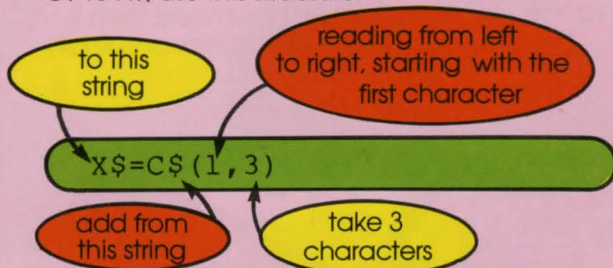 to this
string
reading from left
to right, starting with the
first character
X$=C$(1,3)
add from
this string
take 3
characters